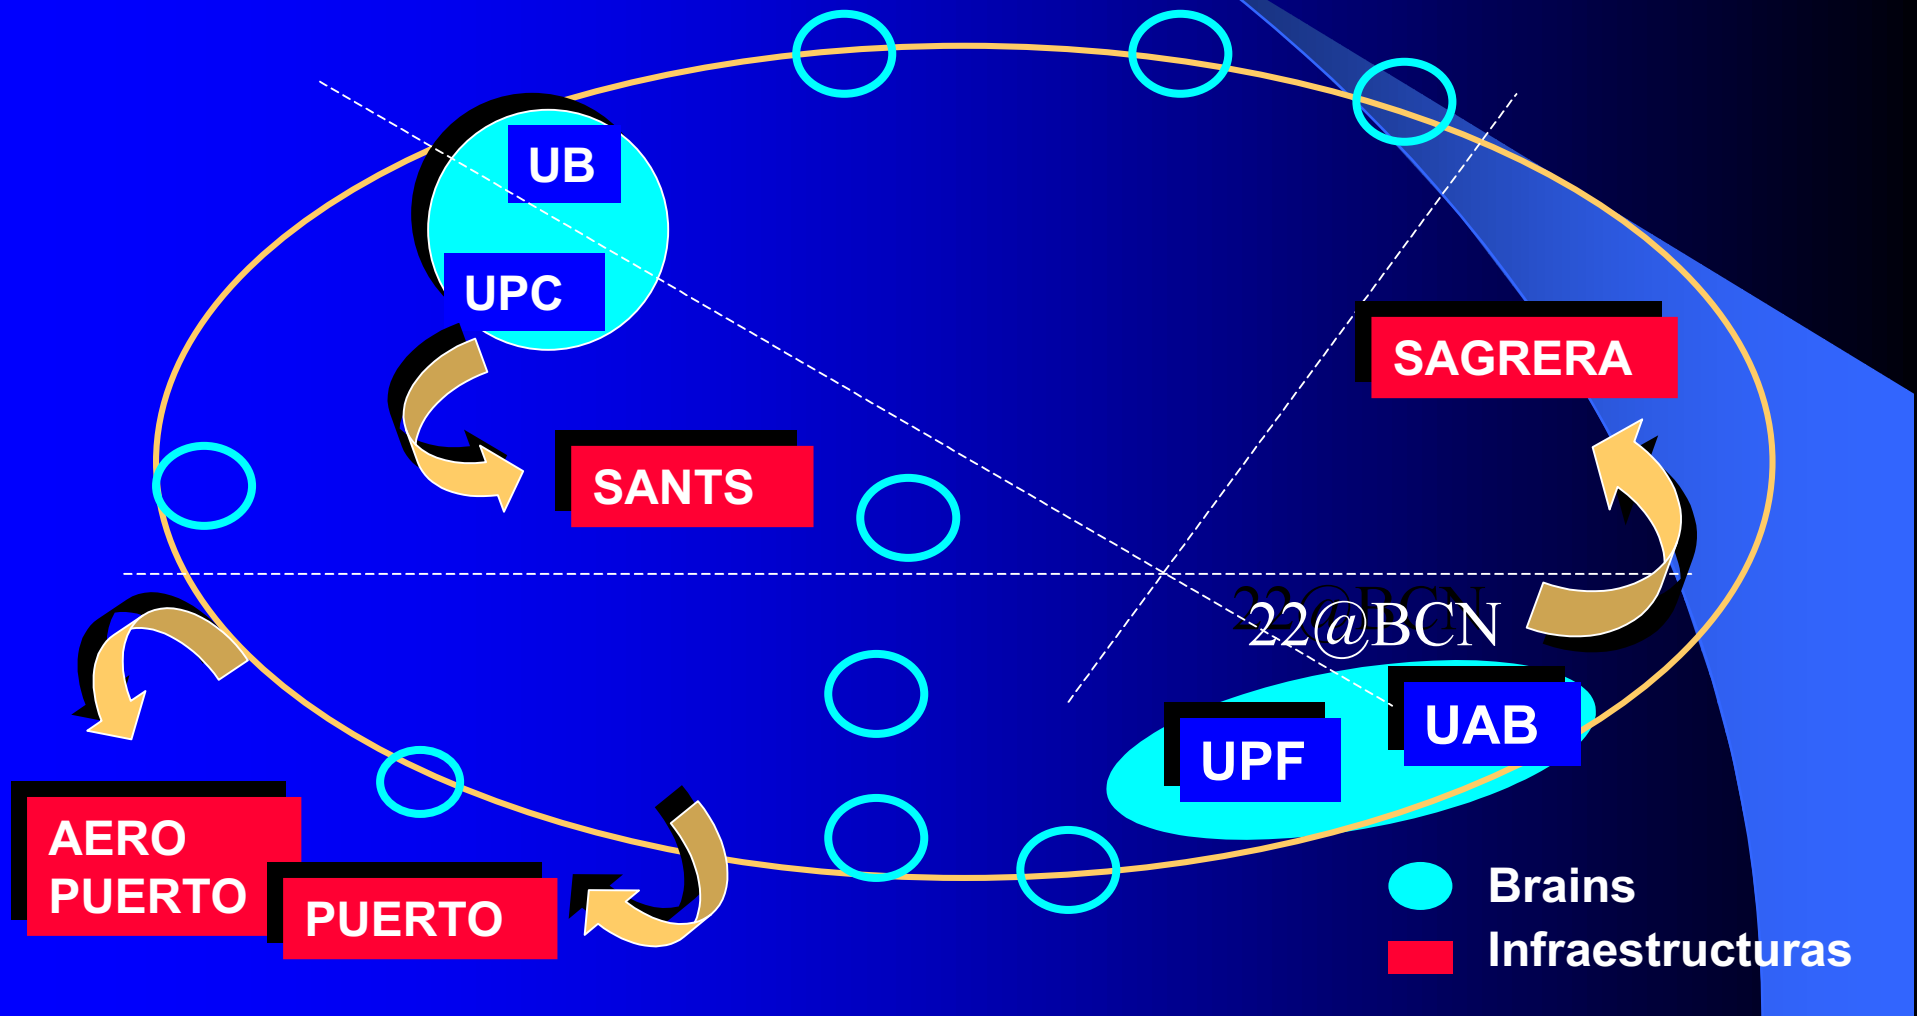 UB
UPC
SAGRERA
SANTS
22@BCN
UAB
UPF
AERO
PUERTO
PUERTO
Brains
Infraestructuras